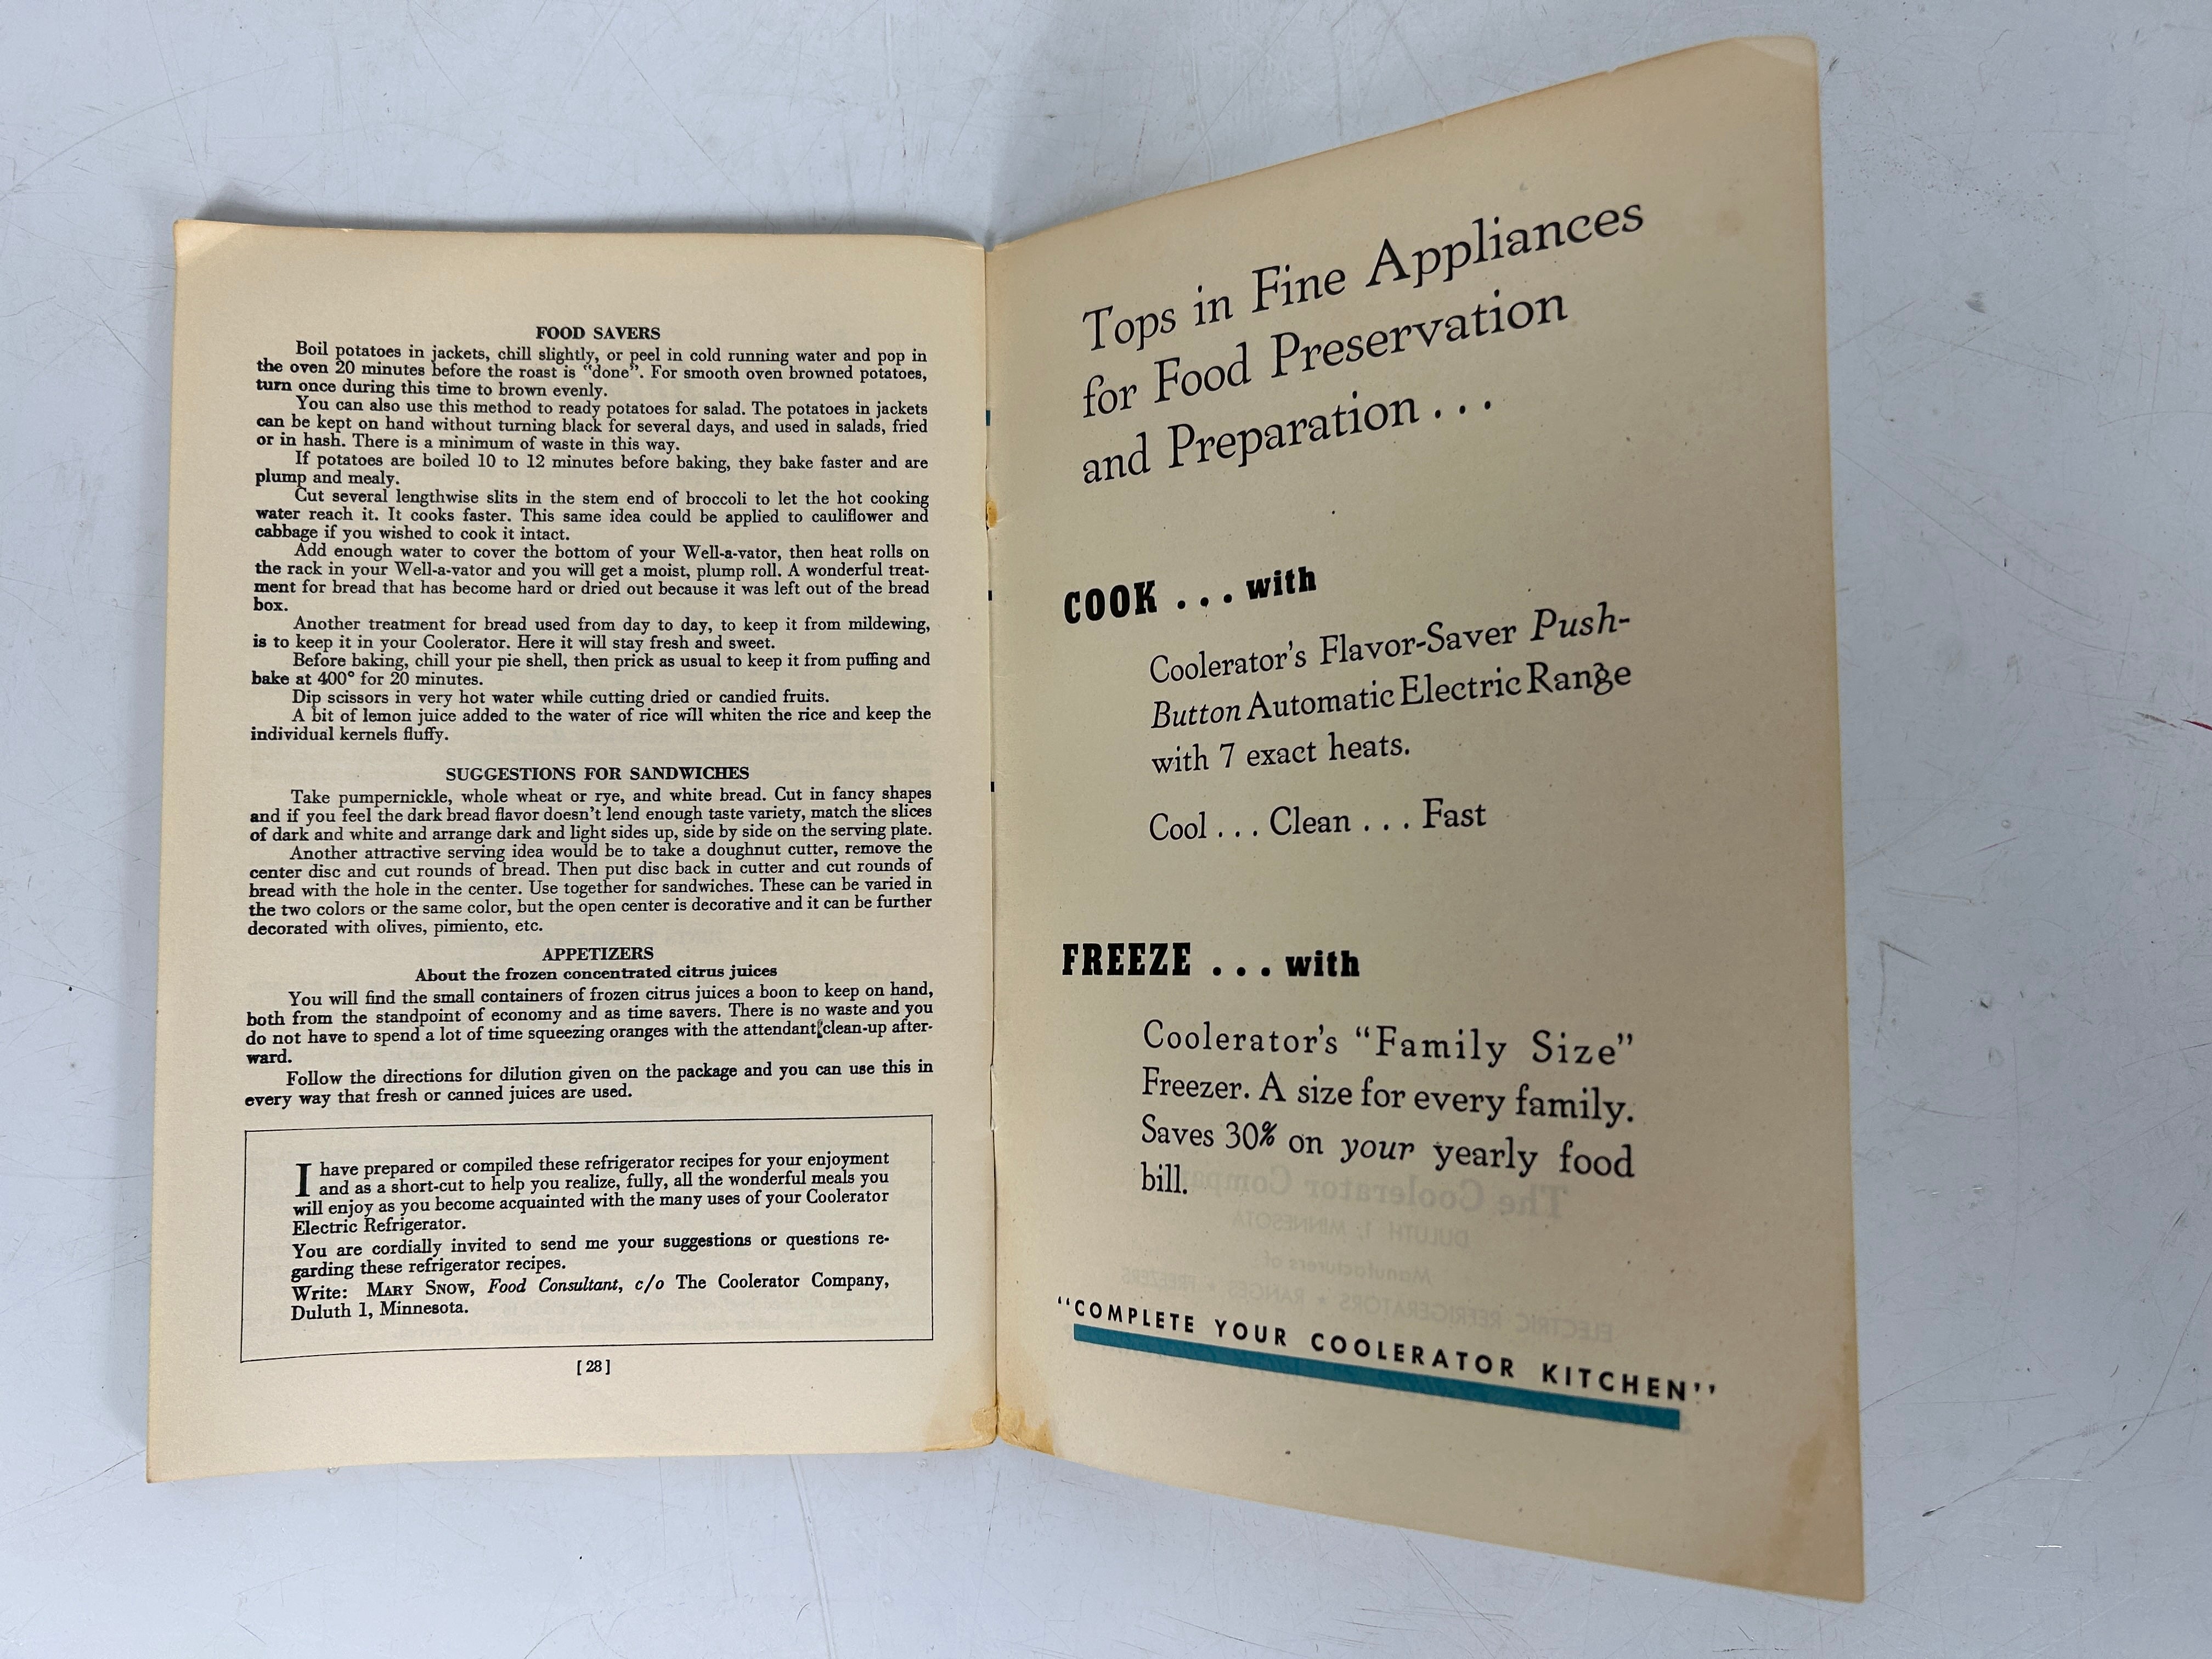 FOOD SAVERS
Boil potatoes in jackets, chill slightly, or peel in cold running water and pop in
the oven 20 minutes before the roast is "done". For smooth oven browned potatoes,
turn once during this time to brown evenly.
You can also use this method to ready potatoes for salad. The potatoes in jackets
can be kept on hand without turning black for several days, and used in salads, fried
or in hash. There is a minimum of waste in this way.
If potatoes are boiled 10 to 12 minutes before baking, they bake faster and are
plump and mealy.
Cut several lengthwise slits in the stem end of broccoli to let the hot cooking
water reach it. It cooks faster. This same idea could be applied to cauliflower and
cabbage if you wished to cook it intact.
Add enough water to cover the bottom of your Well-a-vator, then heat rolls on
the rack in your Well-a-vator and you will get a moist, plump roll. A wonderful treat-
ment for bread that has become hard or dried out because it was left out of the bread
box.
Another treatment for bread used from day to day, to keep it from mildewing,
is to keep it in your Coolerator. Here it will stay fresh and sweet.
Before baking, chill your pie shell, then prick as usual to keep it from puffing and
bake at 400° for 20 minutes.
Dip scissors in very hot water while cutting dried or candied fruits.
A bit of lemon juice added to the water of rice will whiten the rice and keep the
individual kernels fluffy.
SUGGESTIONS FOR SANDWICHES
Take pumpernickle, whole wheat or rye, and white bread. Cut in fancy shapes
and if you feel the dark bread flavor doesn't lend enough taste variety, match the slices
of dark and white and arrange dark and light sides up, side by side on the serving plate.
Another attractive serving idea would be to take a doughnut cutter, remove the
center disc and cut rounds of bread. Then put disc back in cutter and cut rounds of
bread with the hole in the center. Use together for sandwiches. These can be varied in
the two colors or the same color, but the open center is decorative and it can be further
decorated with olives, pimiento, etc.
APPETIZERS
About the frozen concentrated citrus juices
You will find the small containers of frozen citrus juices a boon to keep on hand,
both from the standpoint of economy and as time savers. There is no waste and you
do not have to spend a lot of time squeezing oranges with the attendant clean-up after-
ward.
Follow the directions for dilution given on the package and you can use this in
every way that fresh or canned juices are used.
I have prepared or compiled these refrigerator recipes for your enjoyment
and as a short-cut to help you realize, fully, all the wonderful meals you
will enjoy as you become acquainted with the many uses of your Coolerator
Electric Refrigerator.
You are cordially invited to send me your suggestions or questions re-
garding these refrigerator recipes.
Write: MARY SNOW, Food Consultant, c/o The Coolerator Company,
Duluth 1, Minnesota.
[ 28 ]
Tops in Fine Appliances
for Food Preservation
and Preparation . . .
COOK . . . with
Coolerator's Flavor-Saver Push-
Button Automatic Electric Range
with 7 exact heats.
Cool . . . Clean . . . Fast
FREEZE . . . with
Coolerator's "Family Size"
Freezer. A size for every family.
Saves 30% on your yearly food
bill.
"COMPLETE YOUR COOLERATOR KITCHEN"